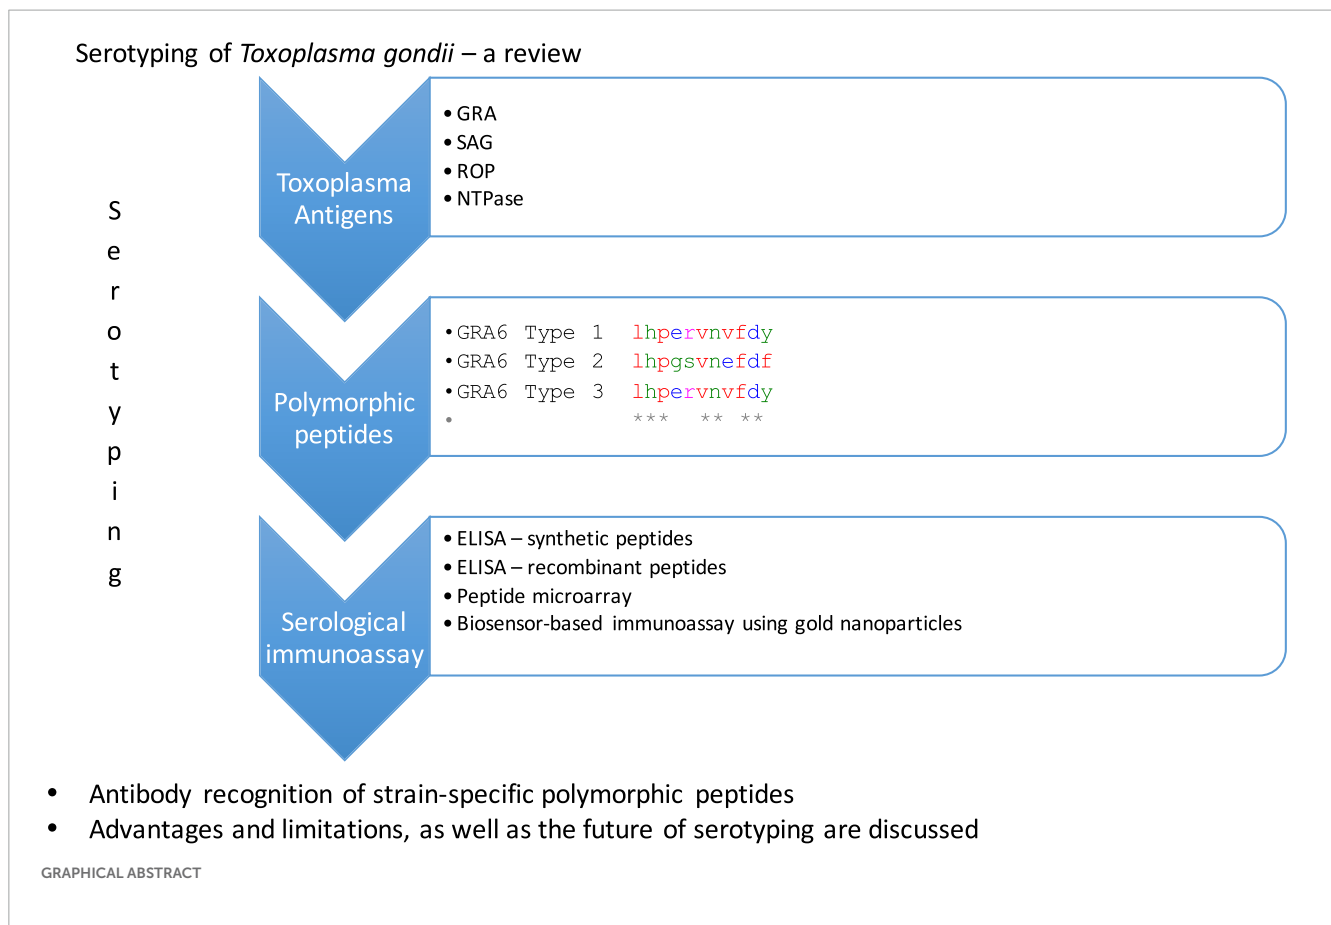 Serotyping of Toxoplasma gondii – a review
Serotyping
Toxoplasma
Antigens
• GRA
• SAG
• ROP
• NTPase
Polymorphic
peptides
•GRA6 Type 1 lhpervnvfdy
•GRA6 Type 2 lhpgsvnefdf
•GRA6 Type 3 lhpervnvfdy
• *** ** **
Serological
immunoassay
• ELISA – synthetic peptides
• ELISA – recombinant peptides
• Peptide microarray
• Biosensor-based immunoassay using gold nanoparticles
• Antibody recognition of strain-specific polymorphic peptides
• Advantages and limitations, as well as the future of serotyping are discussed
GRAPHICAL ABSTRACT